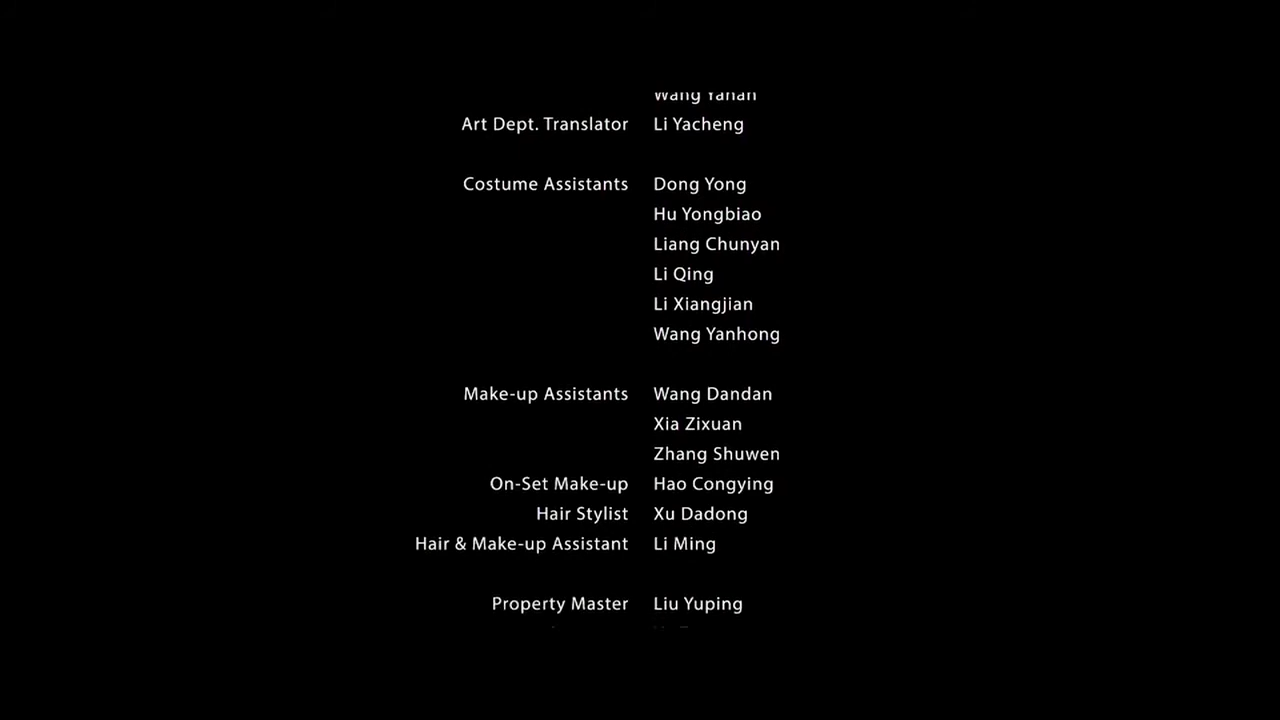 Wang Yanan
Art Dept. Translator Li Yacheng
Costume Assistants Dong Yong
Hu Yongbiao
Liang Chunyan
Li Qing
Li Xiangjian
Wang Yanhong
Make-up Assistants Wang Dandan
Xia Zixuan
Zhang Shuwen
On-Set Make-up Hao Congying
Hair Stylist Xu Dadong
Hair & Make-up Assistant Li Ming
Property Master Liu Yuping